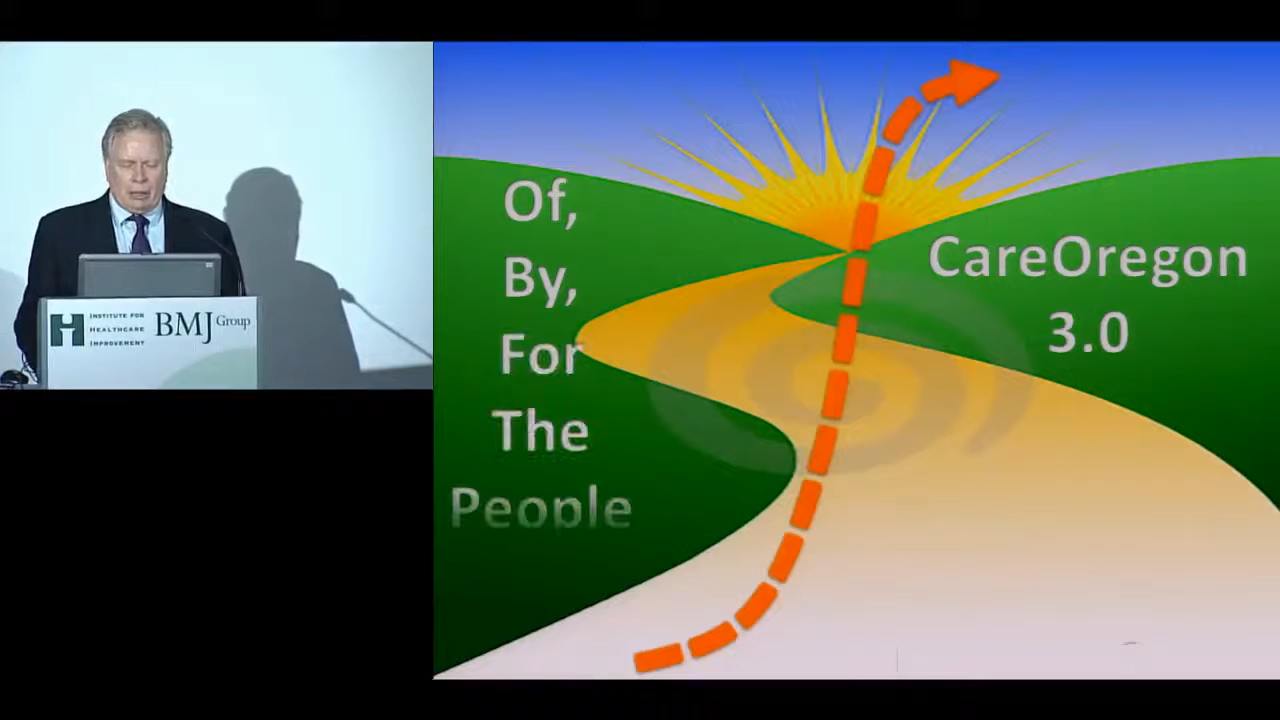 INSTITUTE FOR
HEALTHCARE
IMPROVEMENT
BMJ Group
Of,
By,
For
The
People
CareOregon
3.0